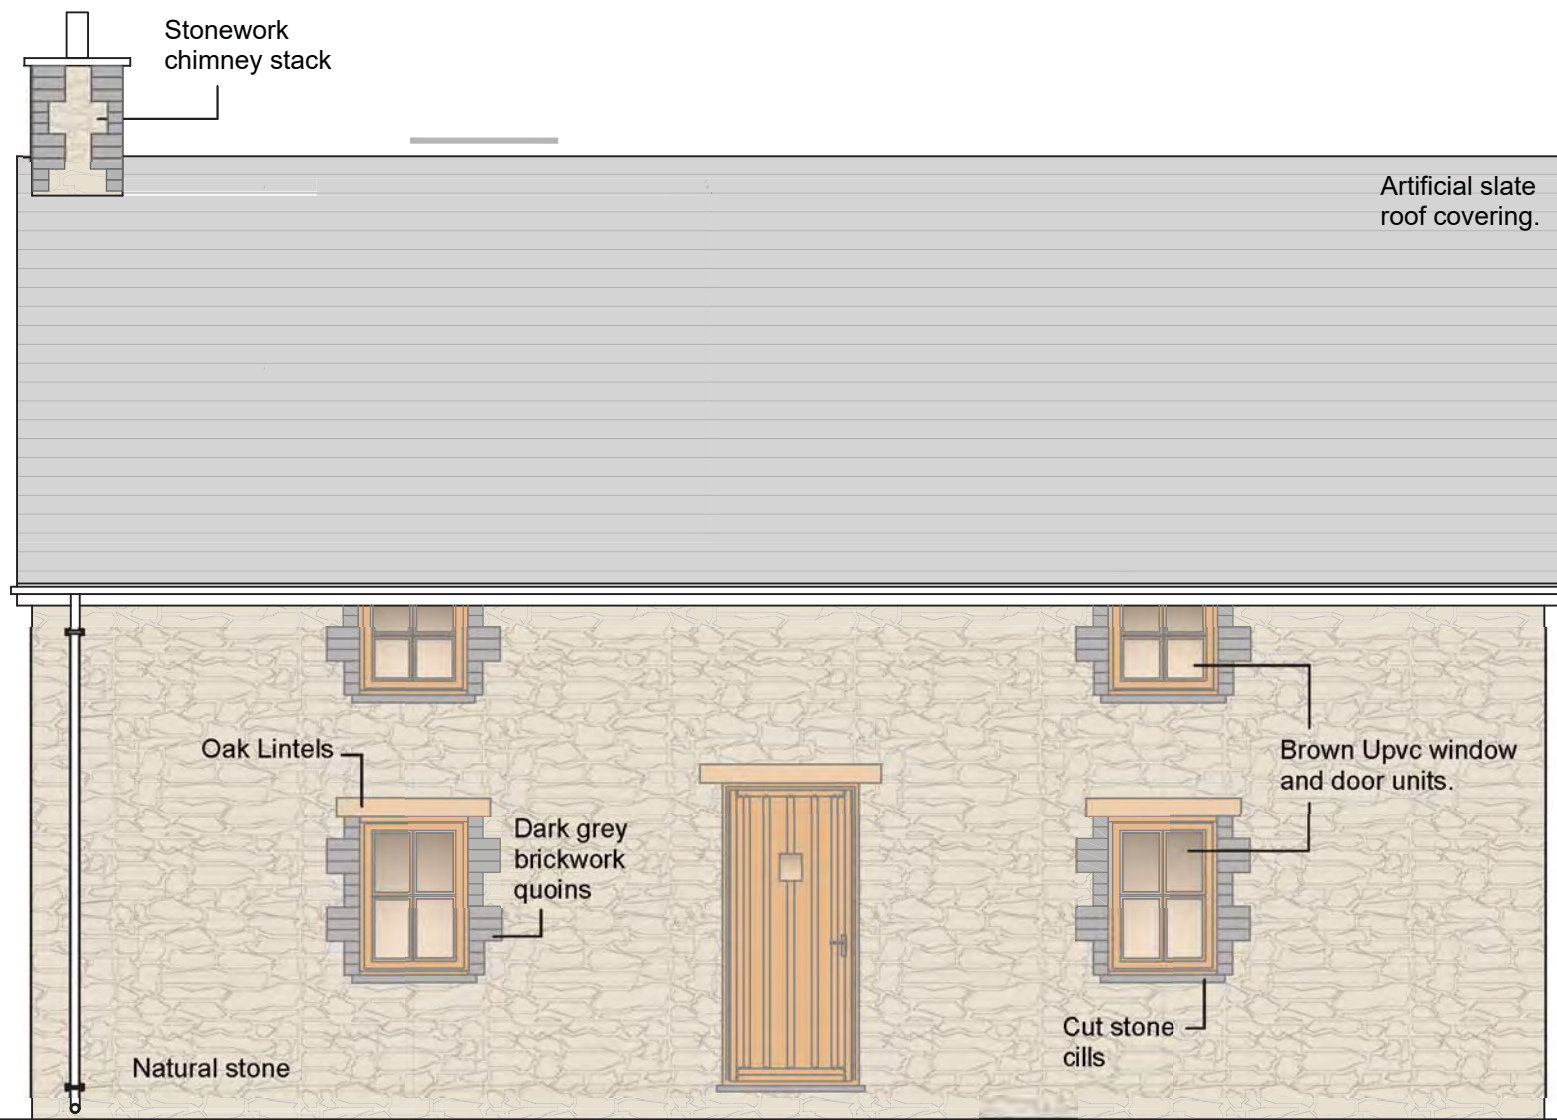 Stonework
chimney stack
Artificial slate
roof covering.
Oak Lintels
Brown Upvc window
and door units.
Dark grey
brickwork
quoins
Cut stone
cills
Natural stone